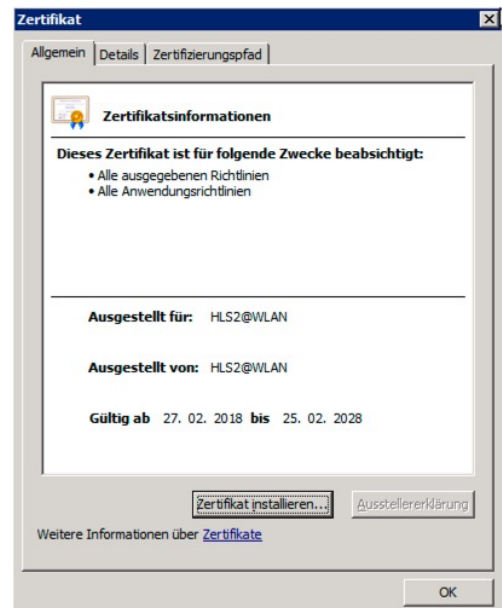 Zertifikat
Allgemein Details Zertifizierungspfad
Zertifikatsinformationen
Dieses Zertifikat ist für folgende Zwecke beabsichtigt:
• Alle ausgegebenen Richtlinien
• Alle Anwendungsrichtlinien
Ausgestellt für: HLS2@WLAN
Ausgestellt von: HLS2@WLAN
Gültig ab 27. 02. 2018 bis 25. 02. 2028
Zertifikat installieren... Ausstellererklärung
Weitere Informationen über Zertifikate
OK